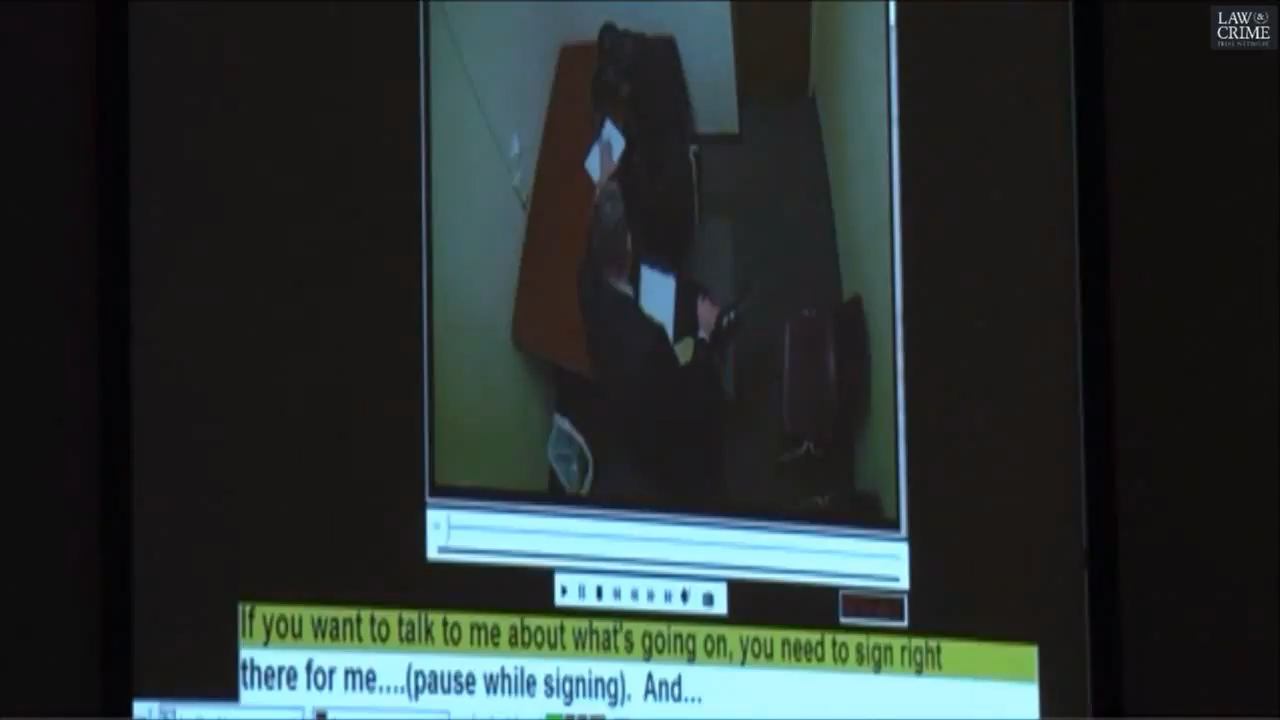 LAW &
CRIME
If you want to talk to me about what's going on, you need to sign right
there for me....(pause while signing).  And...